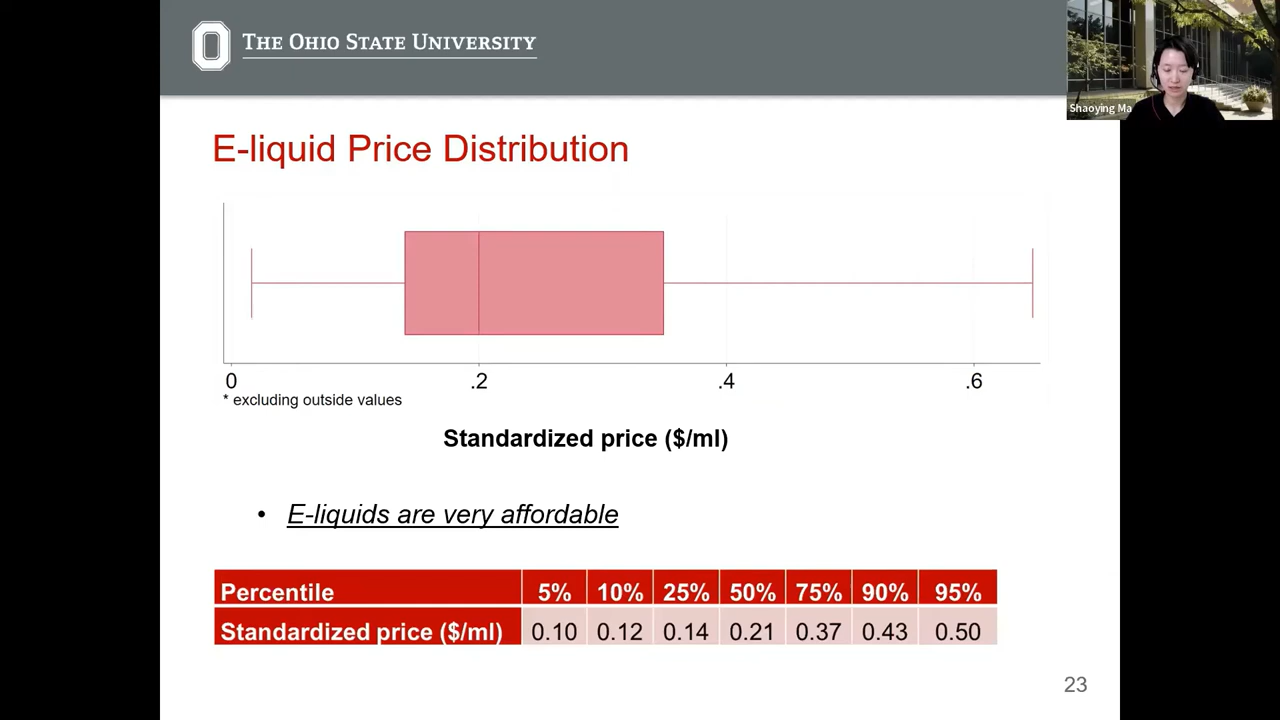 THE OHIO STATE UNIVERSITY
Shaoying Ma
E-liquid Price Distribution
0 .2 .4 .6
* excluding outside values
Standardized price ($/ml)
• E-liquids are very affordable
Percentile 5% 10% 25% 50% 75% 90% 95%
Standardized price ($/ml) 0.10 0.12 0.14 0.21 0.37 0.43 0.50
23